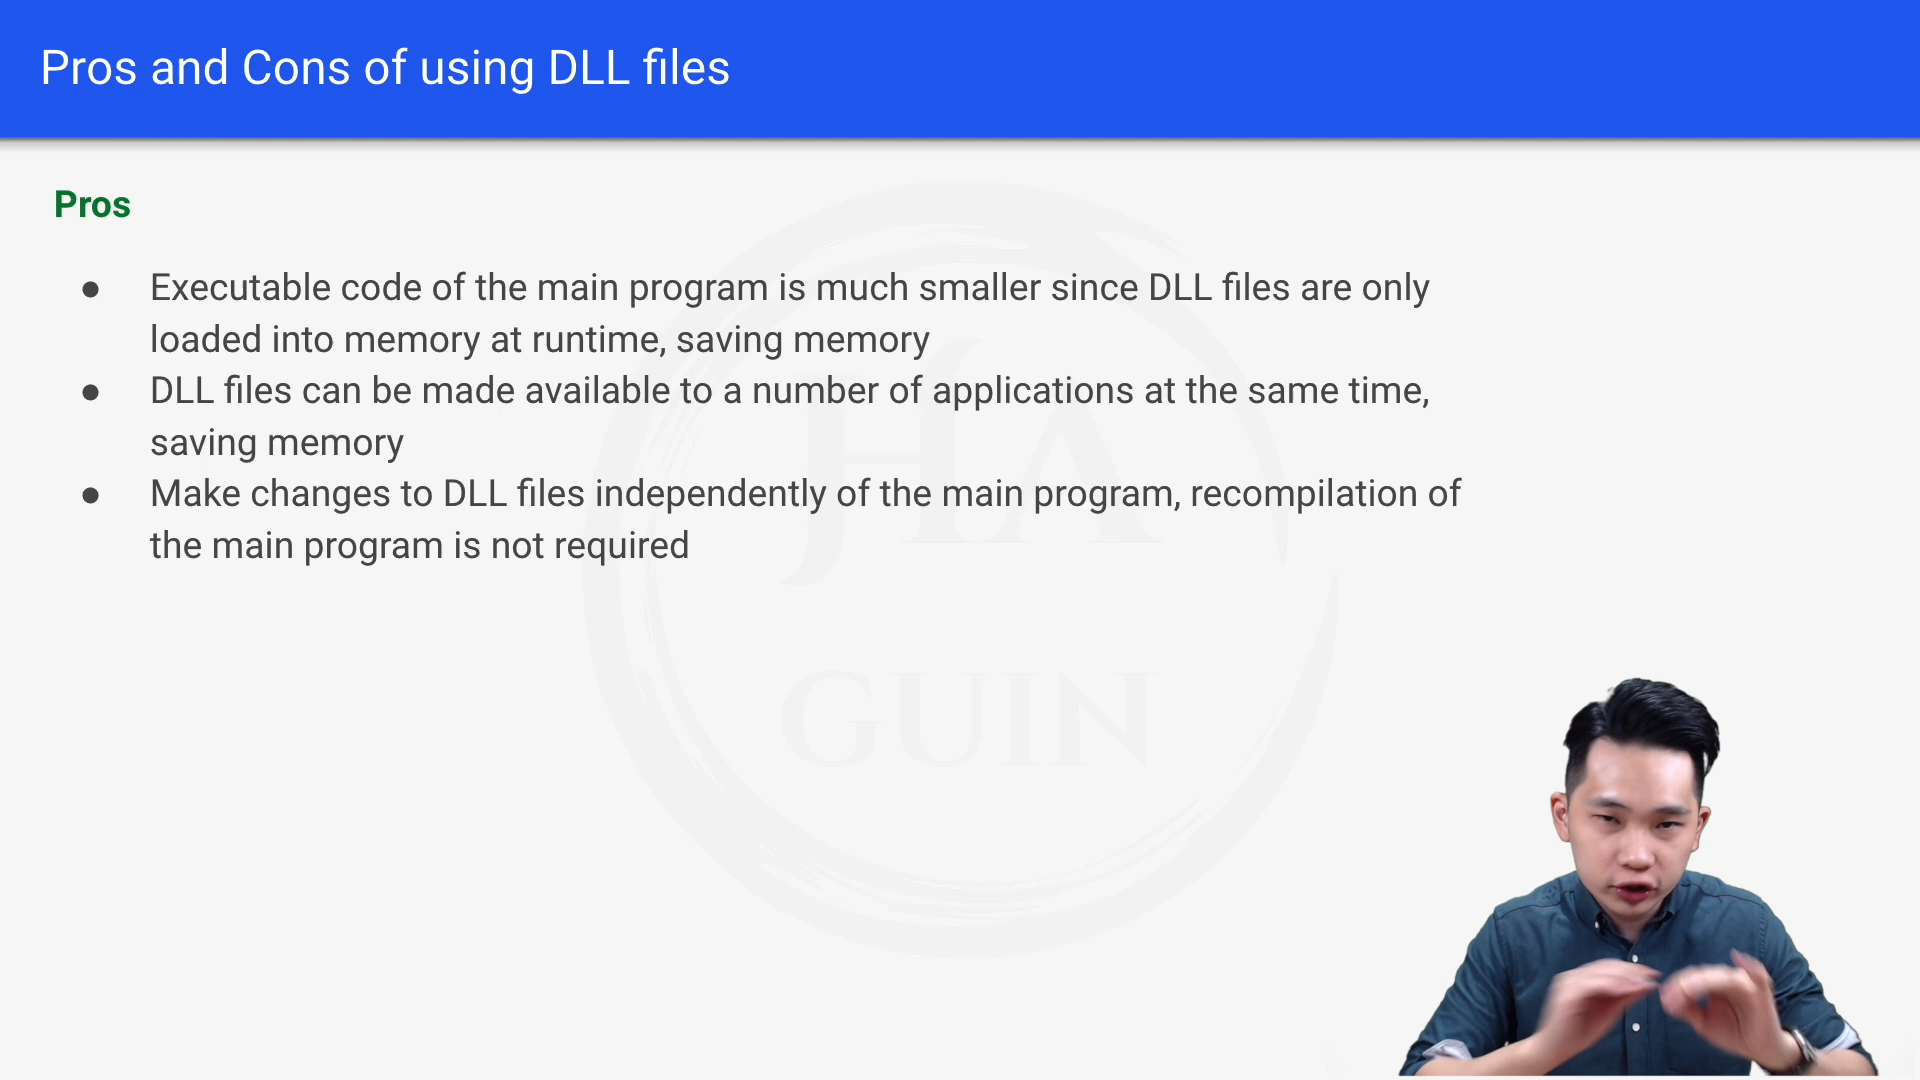 Pros and Cons of using DLL files
Pros
● Executable code of the main program is much smaller since DLL files are only
loaded into memory at runtime, saving memory
● DLL files can be made available to a number of applications at the same time,
saving memory
● Make changes to DLL files independently of the main program, recompilation of
the main program is not required
JHA
GUIN